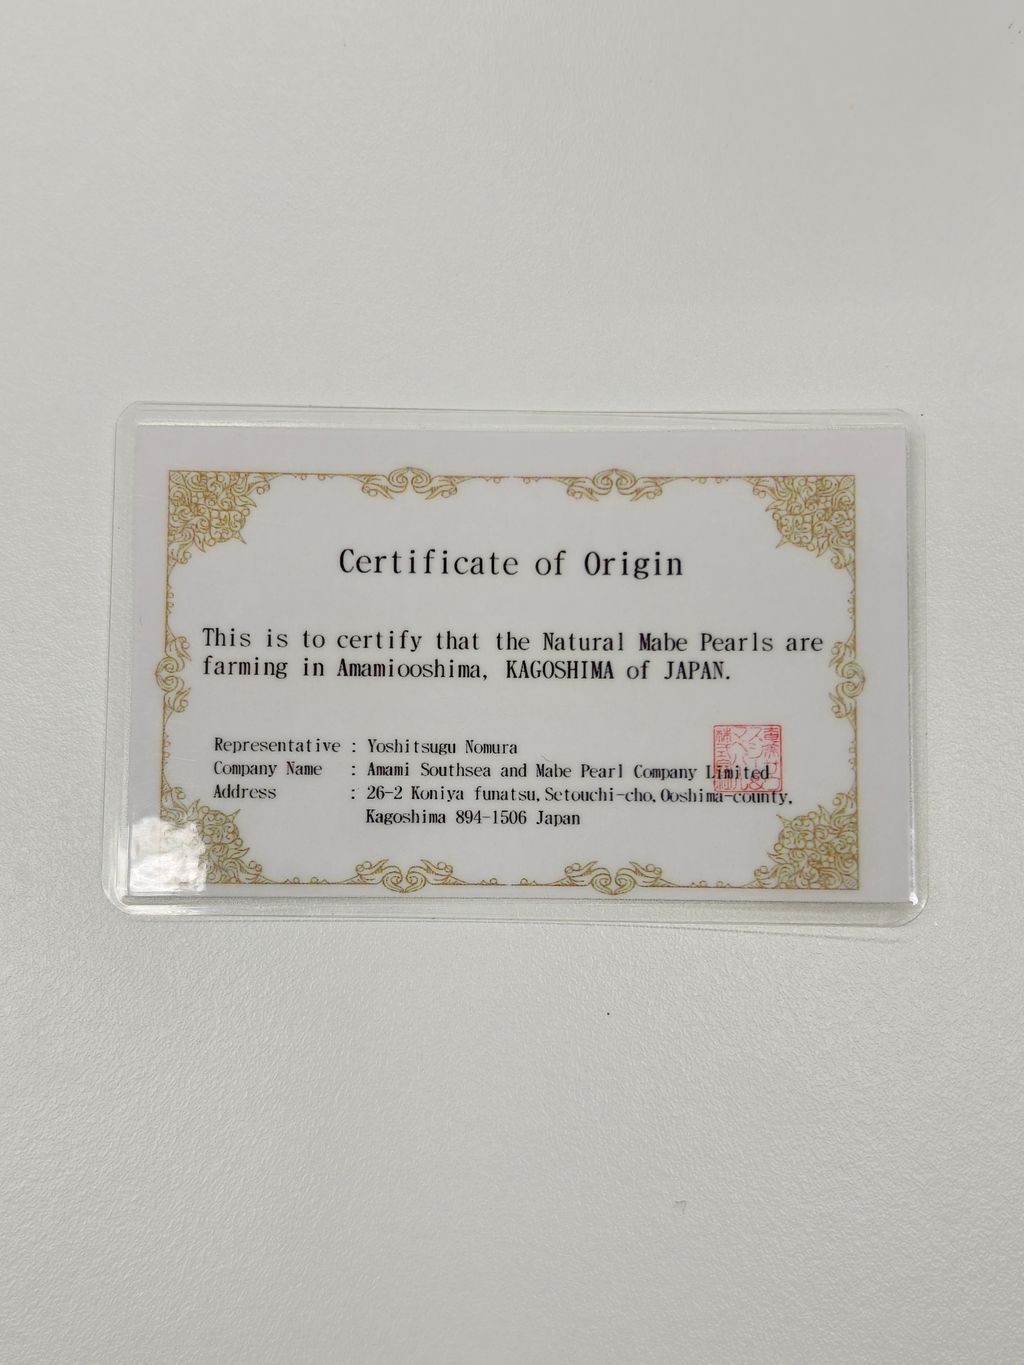 Certificate of Origin
This is to certify that the Natural Mabe Pearls are
farming in Amamiooshima, KAGOSHIMA of JAPAN.
Representative : Yoshitsugu Nomura
Company Name : Amami Southsea and Mabe Pearl Company Limited
Address : 26-2 Koniya funatsu, Setouchi-cho, Ooshima-county,
Kagoshima 894-1506 Japan